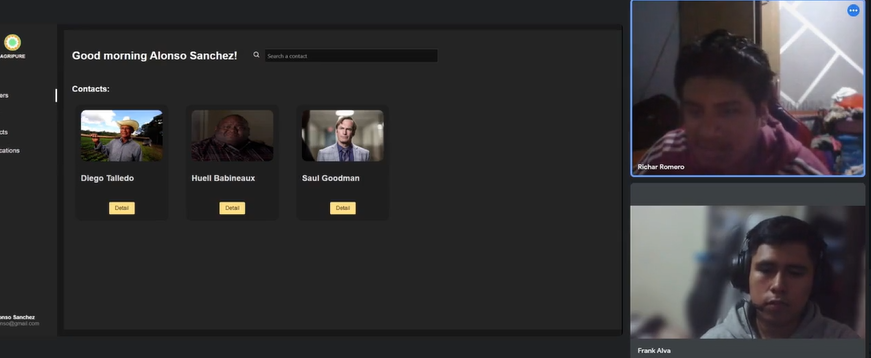 AGRIPURE
Good morning Alonso Sanchez!
Search a contact
Contacts:
ers
cts
cations
Diego Talledo
Huell Babineaux
Saul Goodman
Detail
Detail
Detail
onso Sanchez
nso@gmail.com
Richar Romero
Frank Alva